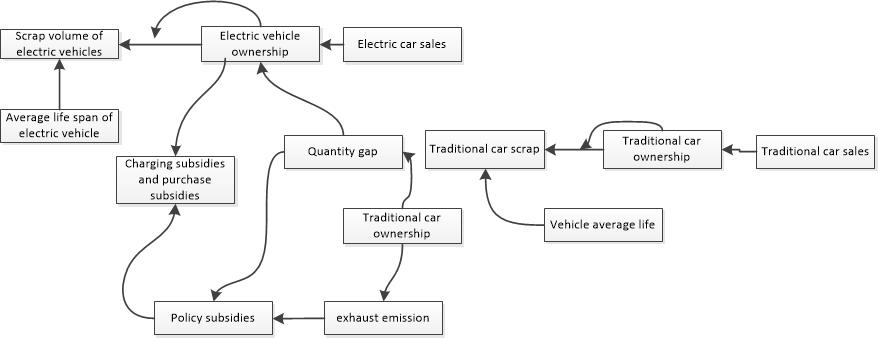 Scrap volume of
electric vehicles
Electric vehicle
ownership
Electric car sales
Average life span of
electric vehicle
Charging subsidies
and purchase
subsidies
Quantity gap
Traditional car scrap
Traditional car
ownership
Traditional car sales
Traditional car
ownership
Vehicle average life
Policy subsidies
exhaust emission